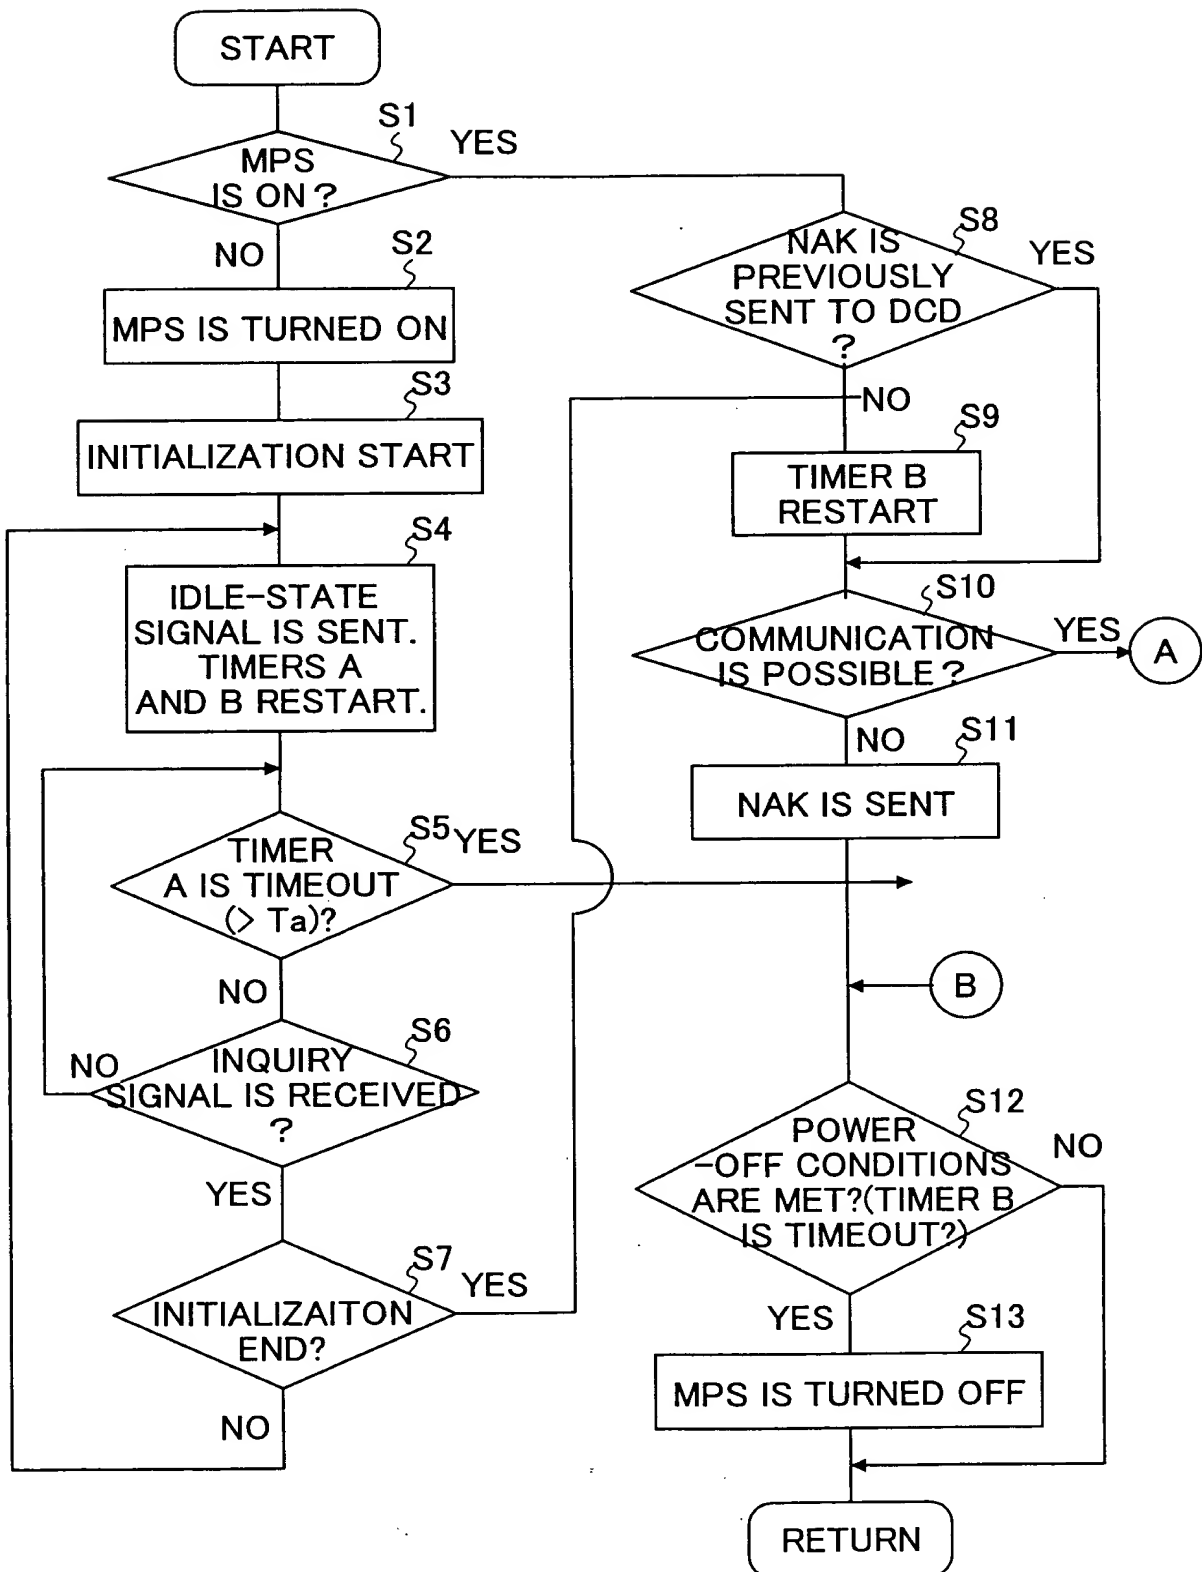 START
S1
YES
MPS
IS ON ?
NO
S2
MPS IS TURNED ON
S3
INITIALIZATION START
S4
IDLE-STATE
SIGNAL IS SENT.
TIMERS A
AND B RESTART.
S5
YES
TIMER
A IS TIMEOUT
(> Ta)?
NO
S6
NO
INQUIRY
SIGNAL IS RECEIVED
?
YES
S7
YES
INITIALIZAITON
END?
NO
S8
YES
NAK IS
PREVIOUSLY
SENT TO DCD
?
NO
S9
TIMER B
RESTART
S10
COMMUNICATION
IS POSSIBLE ?
YES
A
NO
S11
NAK IS SENT
B
S12
POWER
-OFF CONDITIONS
ARE MET?(TIMER B
IS TIMEOUT?)
NO
YES
S13
MPS IS TURNED OFF
RETURN